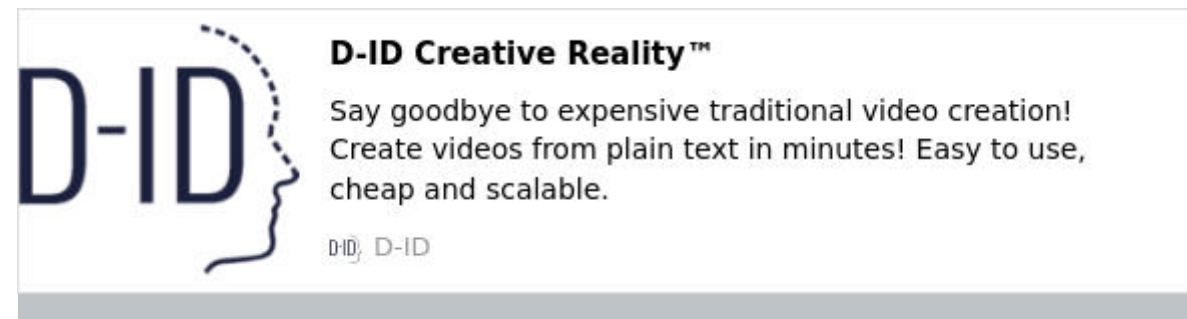 D-ID
D-ID Creative Reality™
Say goodbye to expensive traditional video creation!
Create videos from plain text in minutes! Easy to use,
cheap and scalable.
D-ID D-ID